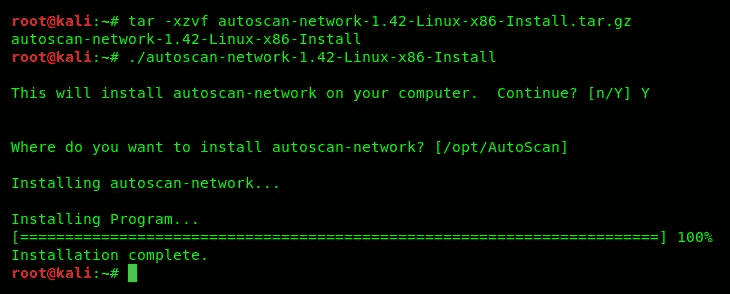 root@kali:~# tar -xzvf autoscan-network-1.42-Linux-x86-Install.tar.gz
autoscan-network-1.42-Linux-x86-Install
root@kali:~# ./autoscan-network-1.42-Linux-x86-Install
This will install autoscan-network on your computer.  Continue? [n/Y] Y
Where do you want to install autoscan-network? [/opt/AutoScan]
Installing autoscan-network...
Installing Program...
[=======================================================================] 100%
Installation complete.
root@kali:~#